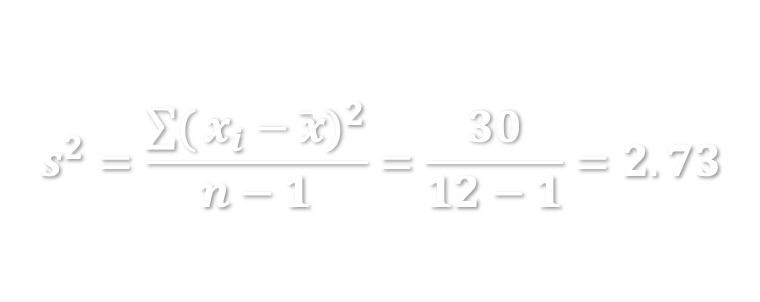 s² = ∑(xᵢ − x̄)² / n − 1 = 30 / 12 − 1 = 2.73